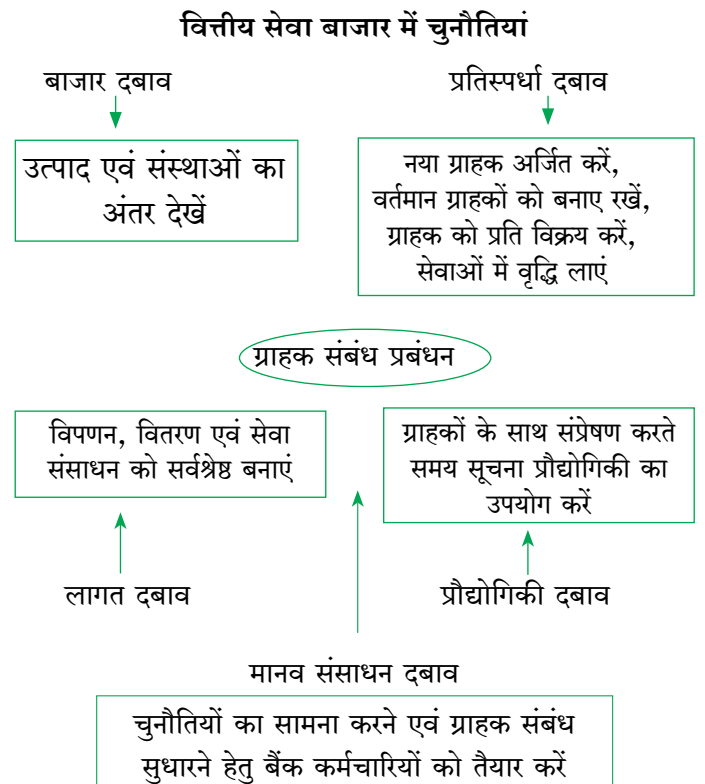 वित्तीय सेवा बाजार में चुनौतियां
बाजार दबाव
उत्पाद एवं संस्थाओं का
अंतर देखें
प्रतिस्पर्धा दबाव
नया ग्राहक अर्जित करें,
वर्तमान ग्राहकों को बनाए रखें,
ग्राहक को प्रति विक्रय करें,
सेवाओं में वृद्धि लाएं
ग्राहक संबंध प्रबंधन
विपणन, वितरण एवं सेवा
संसाधन को सर्वश्रेष्ठ बनाएं
लागत दबाव
ग्राहकों के साथ संप्रेषण करते
समय सूचना प्रौद्योगिकी का
उपयोग करें
प्रौद्योगिकी दबाव
मानव संसाधन दबाव
चुनौतियों का सामना करने एवं ग्राहक संबंध
सुधारने हेतु बैंक कर्मचारियों को तैयार करें